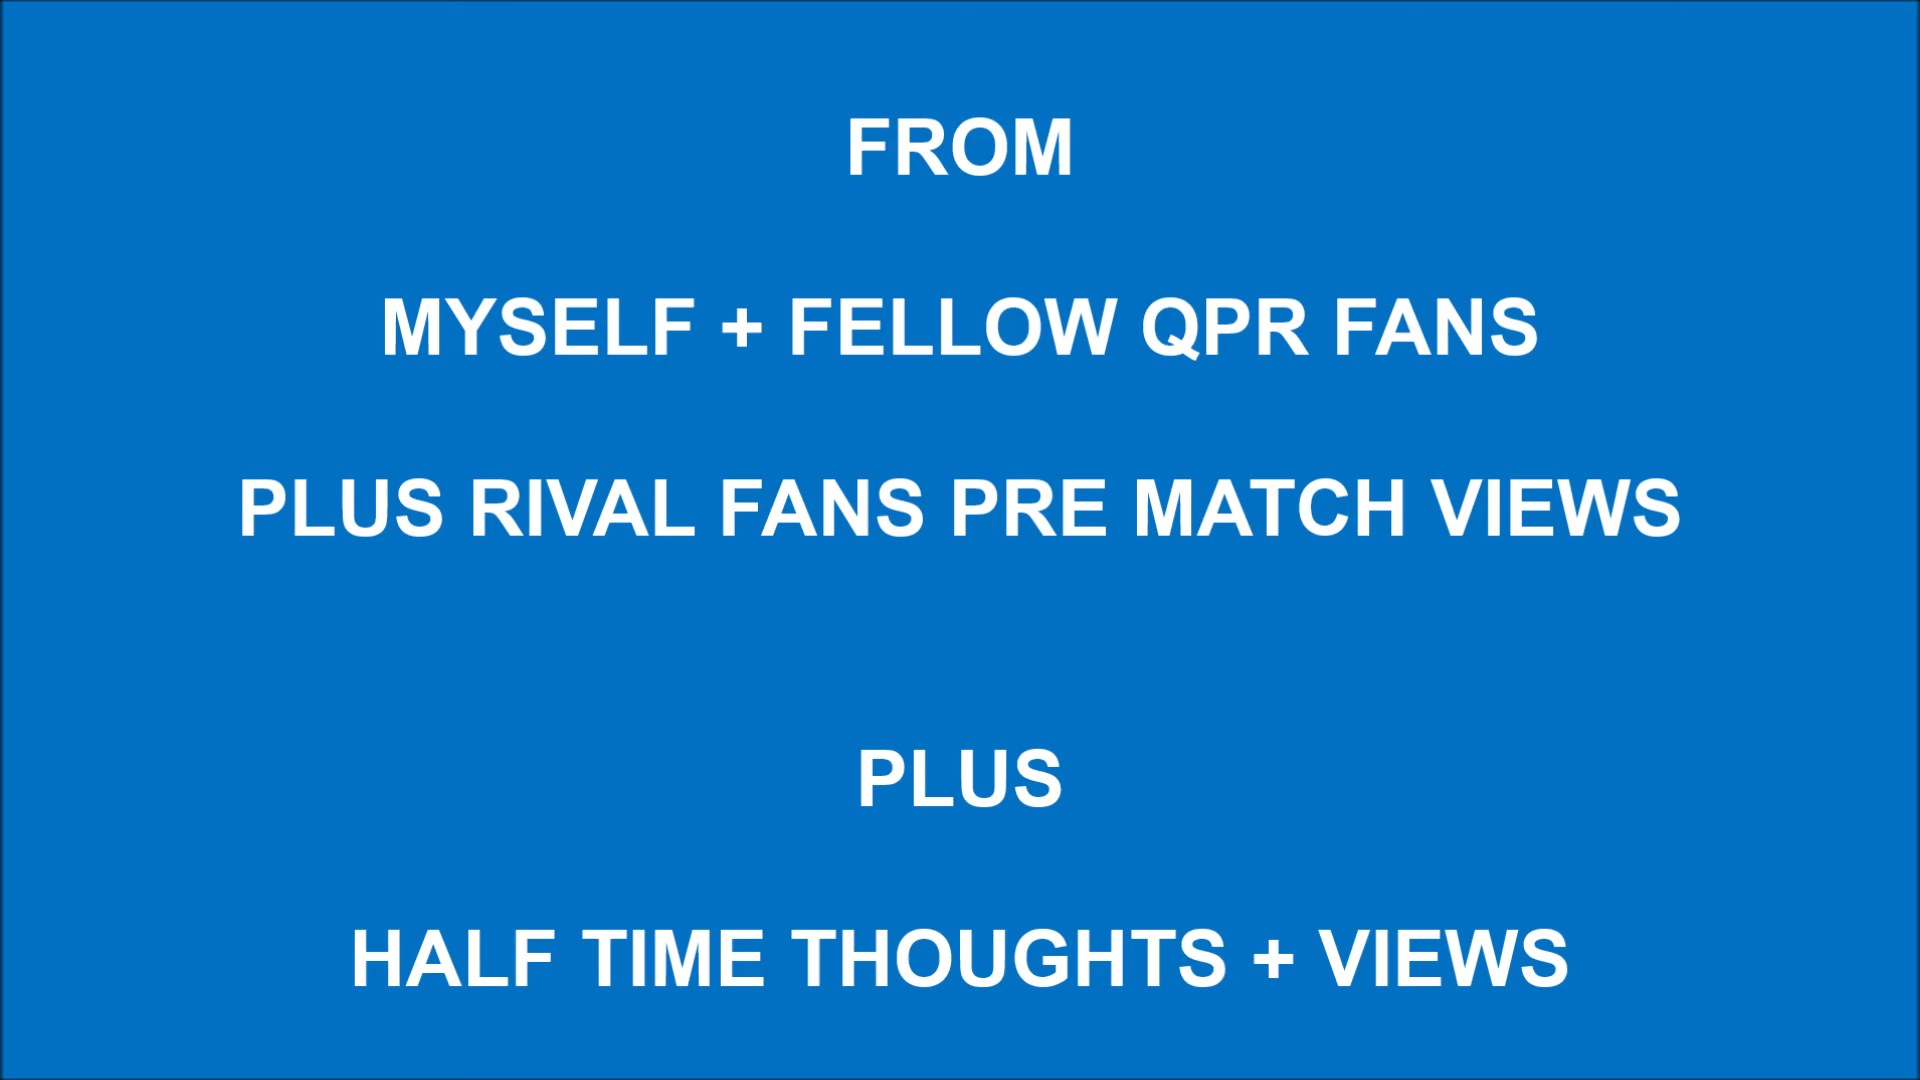 FROM
MYSELF + FELLOW QPR FANS
PLUS RIVAL FANS PRE MATCH VIEWS
PLUS
HALF TIME THOUGHTS + VIEWS